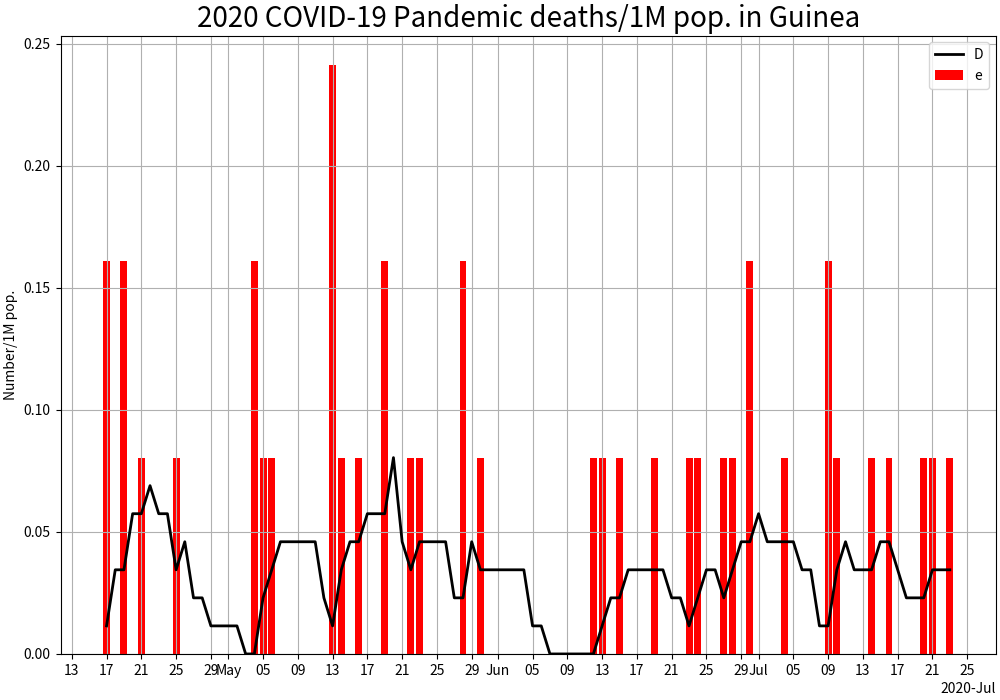 2020 COVID-19 Pandemic deaths/1M pop. in Guinea
D
e
Number/1M pop.
0.25
0.20
0.15
0.10
0.05
0.00
13 17 21 25 29 May 05 09 13 17 21 25 29 Jun 05 09 13 17 21 25 29 Jul 05 09 13 17 21 25
2020-Jul